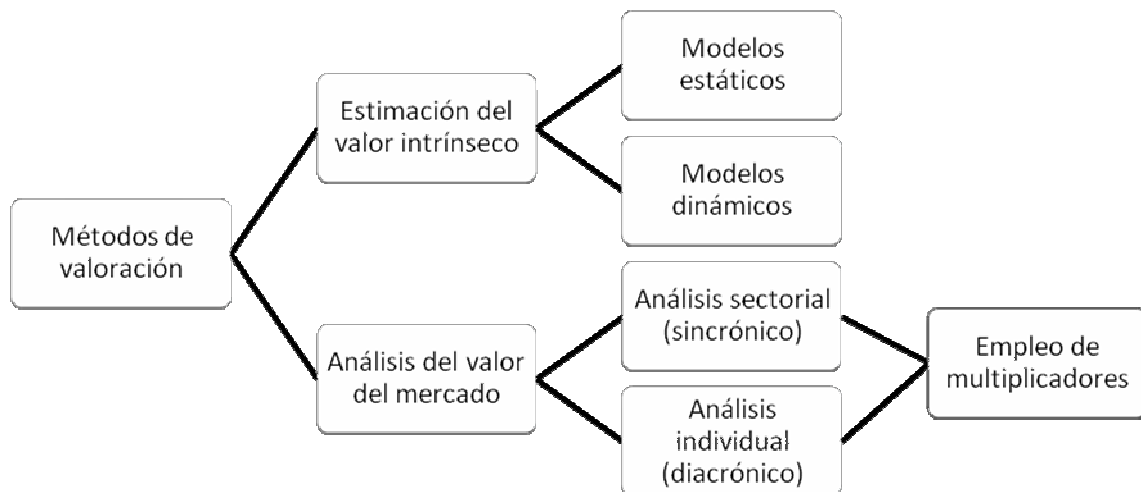 Métodos de
valoración
Estimación del
valor intrínseco
Modelos
estáticos
Modelos
dinámicos
Análisis del valor
del mercado
Análisis sectorial
(sincrónico)
Análisis
individual
(diacrónico)
Empleo de
multiplicadores